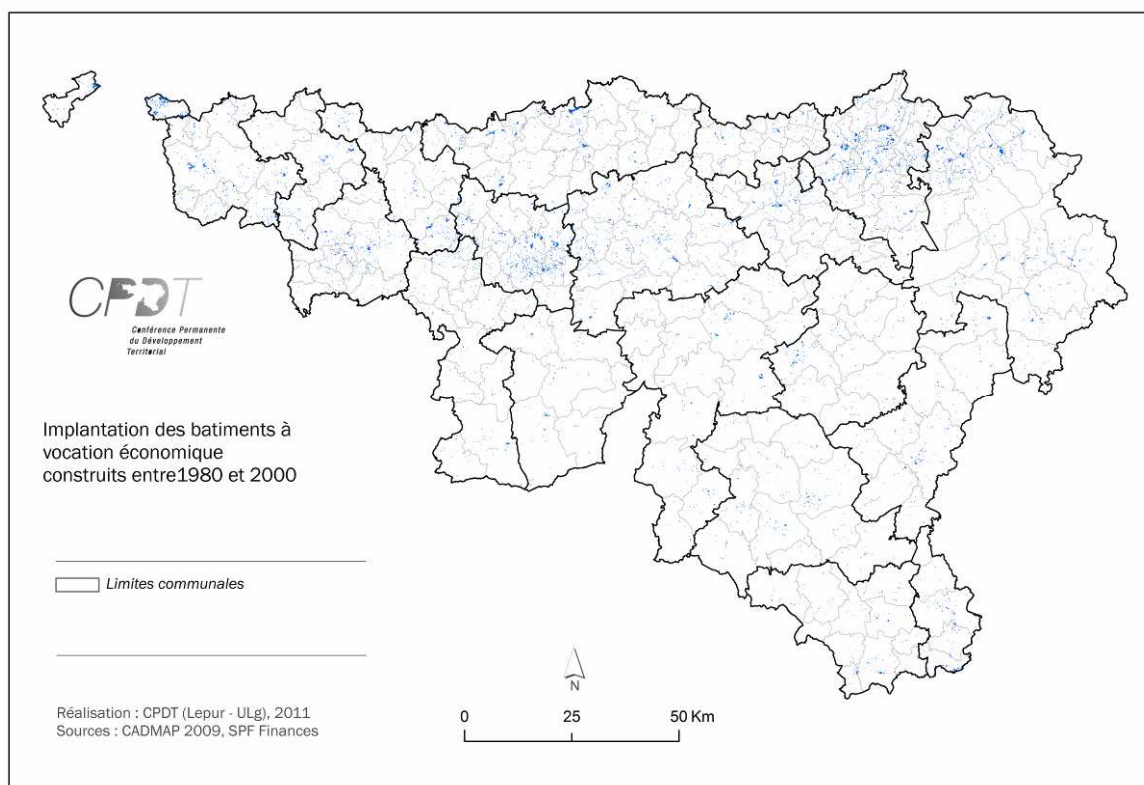 CPDT
Conférence Permanente
du Développement
Territorial
Implantation des batiments à
vocation économique
construits entre1980 et 2000
Limites communales
Réalisation : CPDT (Lepur - ULg), 2011
Sources : CADMAP 2009, SPF Finances
N
0 25 50 Km